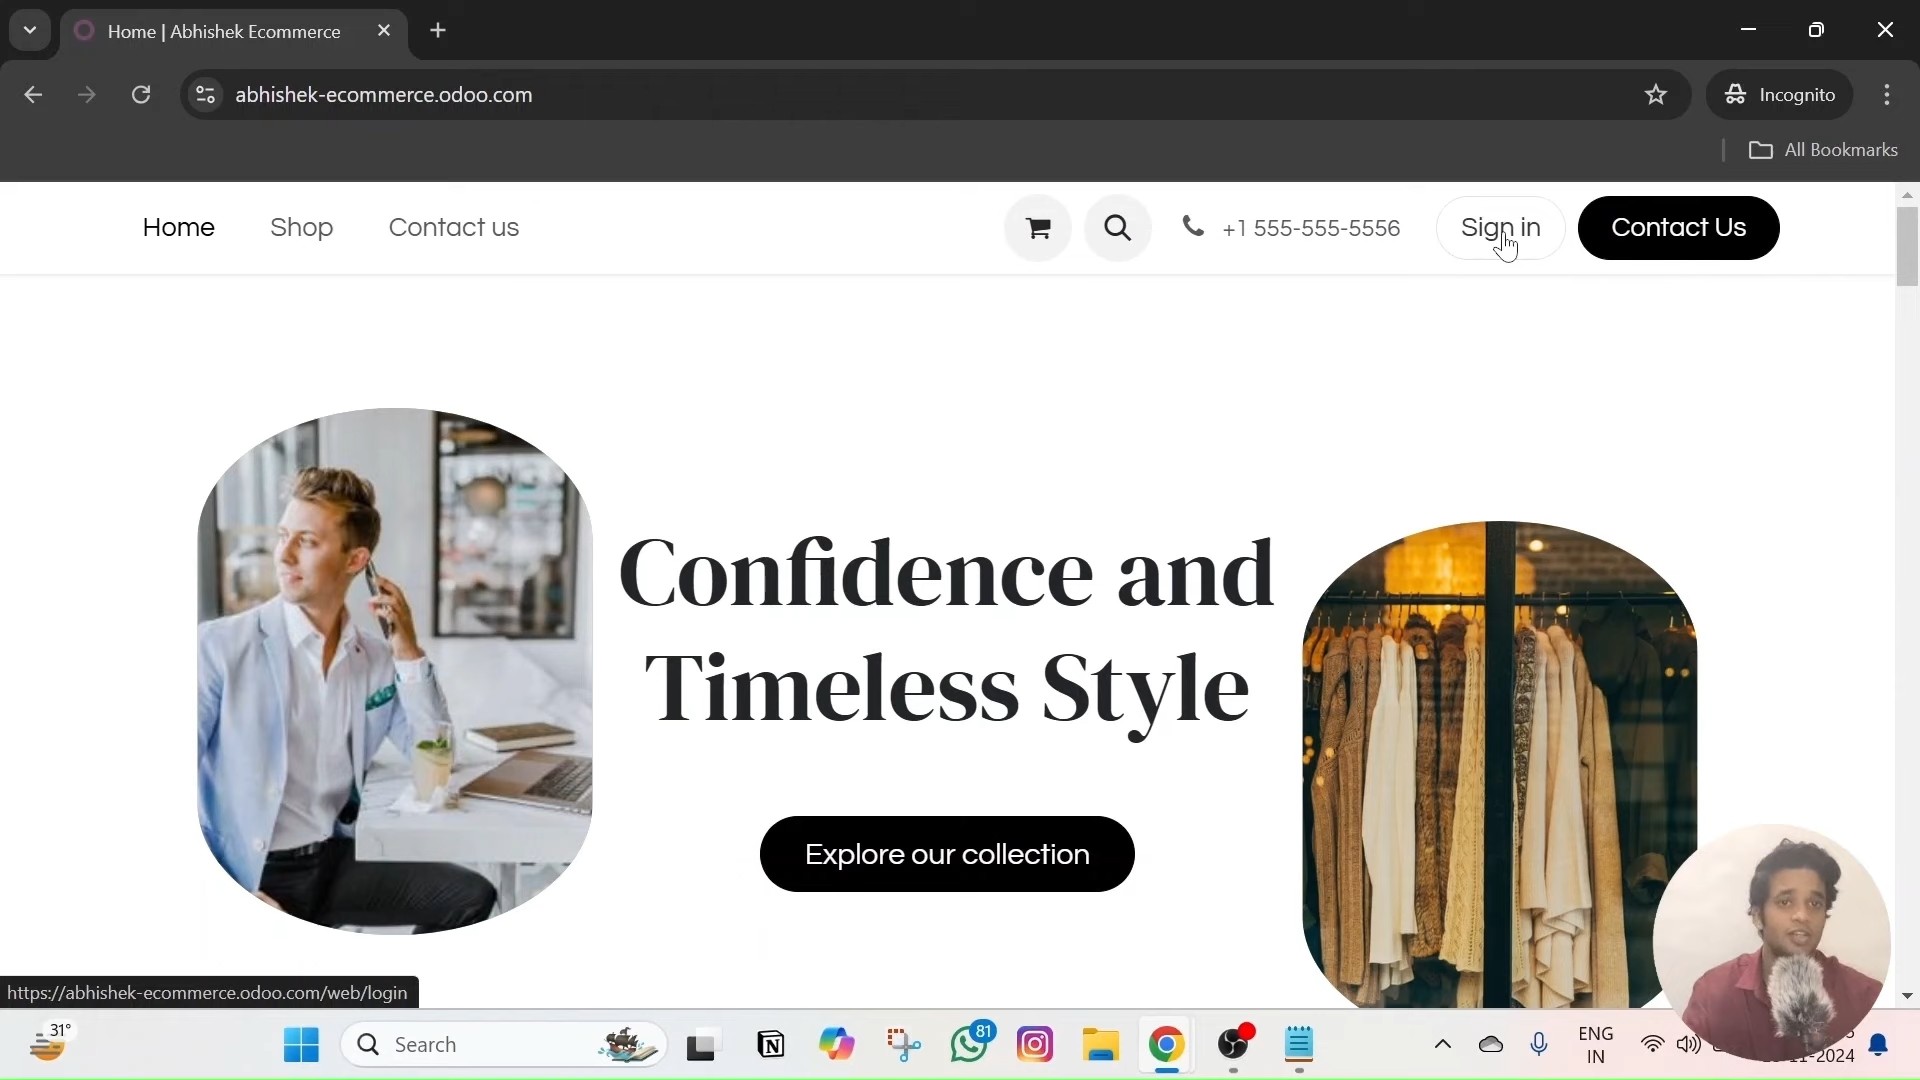 Home | Abhishek Ecommerce
abhishek-ecommerce.odoo.com
Incognito
All Bookmarks
Home
Shop
Contact us
+1 555-555-5556
Sign in
Contact Us
Confidence and
Timeless Style
Explore our collection
https://abhishek-ecommerce.odoo.com/web/login
31°
Search
81
ENG
IN
11-2024